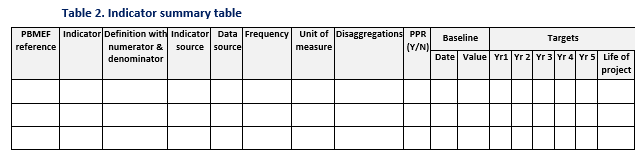 Table 2. Indicator summary table
PBMEF reference
Indicator
Definition with numerator & denominator
Indicator source
Data source
Frequency
Unit of measure
Disaggregations
PPR (Y/N)
Baseline
Targets
Date
Value
Yr1
Yr 2
Yr 3
Yr 4
Yr 5
Life of project